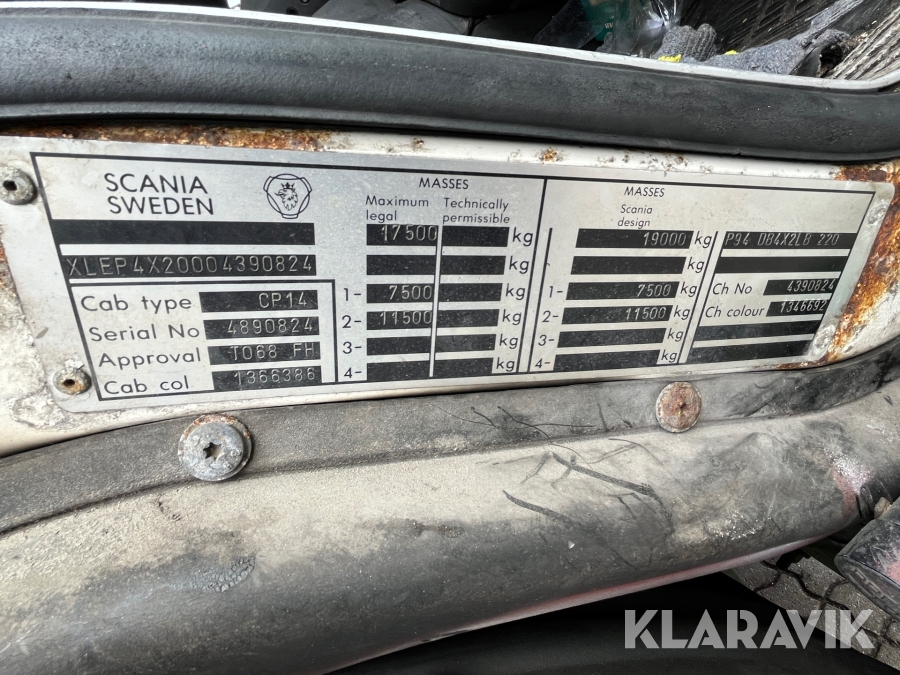 SCANIA
SWEDEN
XLEP4X20004390824
Cab type CP14
Serial No 4890824
Approval T068 FH
Cab col. 1366386
MASSES
Maximum legal
Technically permissible
17500 kg
kg
1- 7500 kg
2- 11500 kg
3- kg
4- kg
MASSES
Scania design
19000 kg
kg
1- 7500 kg
2- 11500 kg
3- kg
4- kg
P94 DB4X2LB 220
Ch No 4390824
Ch colour 1346692
KLARAVIK